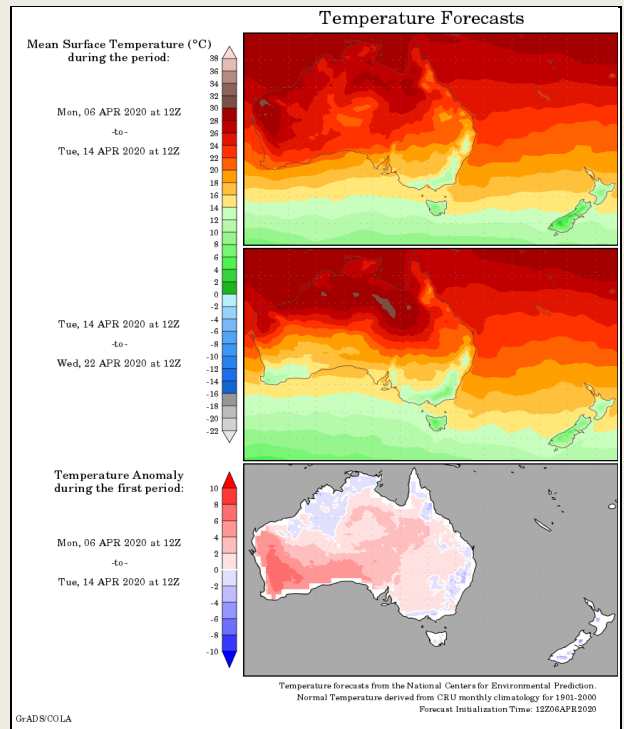 Temperature Forecasts
Mean Surface Temperature (°C)
during the period:
Mon, 06 APR 2020 at 12Z
-to-
Tue, 14 APR 2020 at 12Z
38
36
34
32
30
28
26
24
22
20
18
16
14
12
10
8
6
4
2
0
-2
-4
-6
-8
-10
-12
-14
-16
-18
-20
-22
Tue, 14 APR 2020 at 12Z
-to-
Wed, 22 APR 2020 at 12Z
Temperature Anomaly
during the first period:
Mon, 06 APR 2020 at 12Z
-to-
Tue, 14 APR 2020 at 12Z
10
8
6
4
2
0
-2
-4
-6
-8
-10
Temperature forecasts from the National Centers for Environmental Prediction.
Normal Temperature derived from CRU monthly climatology for 1901-2000
Forecast Initialization Time: 12Z06APR2020
GrADS/COLA